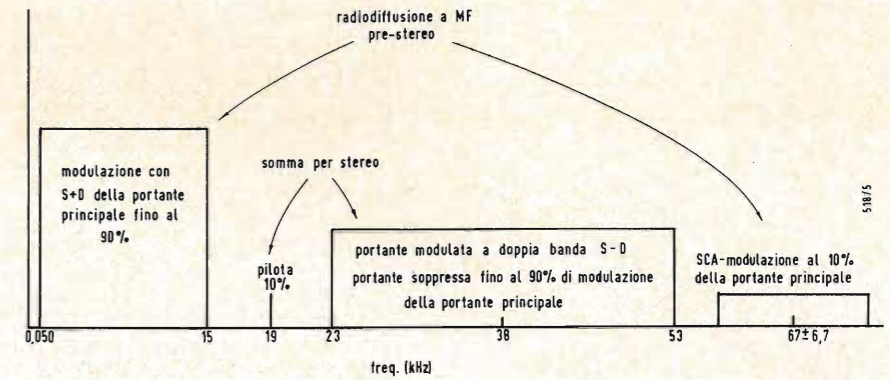 radiodiffusione a MF
pre-stereo
modulazione con
S+D della portante
principale fino al
90%
somma per stereo
pilota
10%
portante modulata a doppia banda S-D
portante soppressa fino al 90% di modulazione
della portante principale
SCA-modulazione al 10%
della portante principale
518/5
0,050
15
19
23
38
53
67±6,7
freq. (kHz)